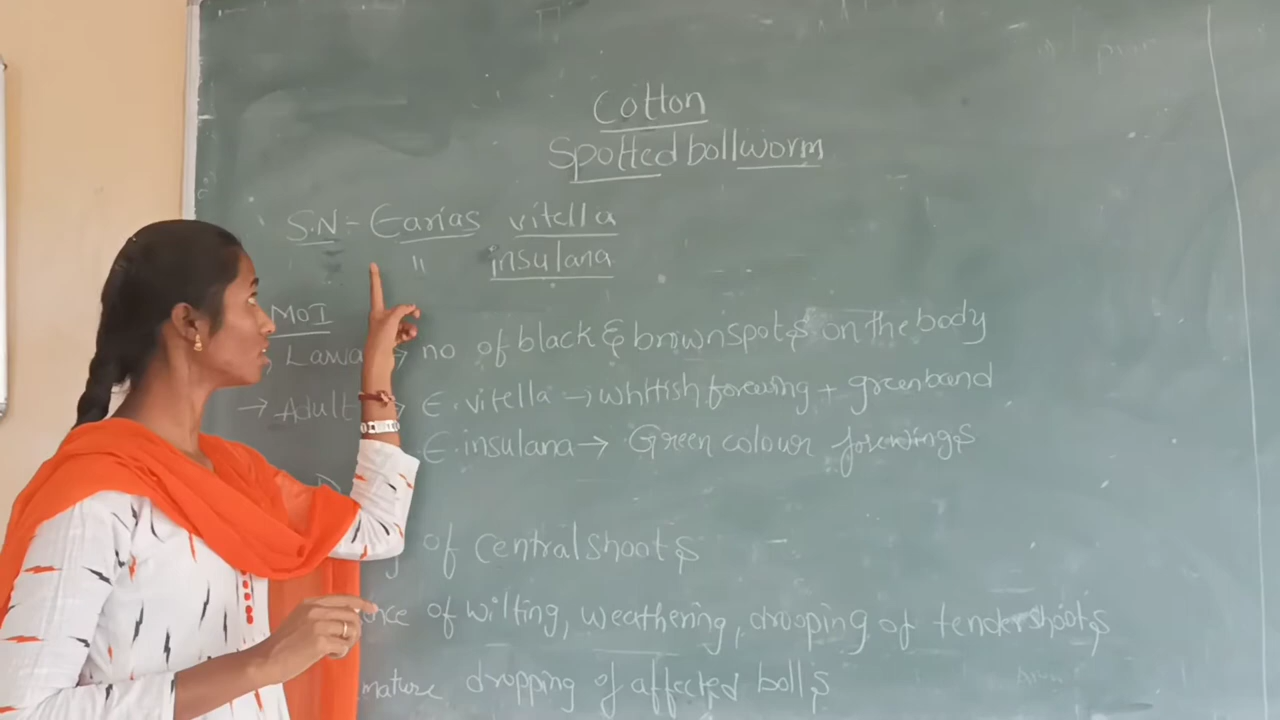 Cotton
Spotted bollworm
S.N = Earias vitella
" insulana
MOI
Larva → no of black & brown spots on the body
→ Adult → E. vitella → whitish forewing + green band
E. insulana → Green colour forewings
of central shoots
of wilting, weathering, drooping of tender shoots
mature dropping of affected bolls